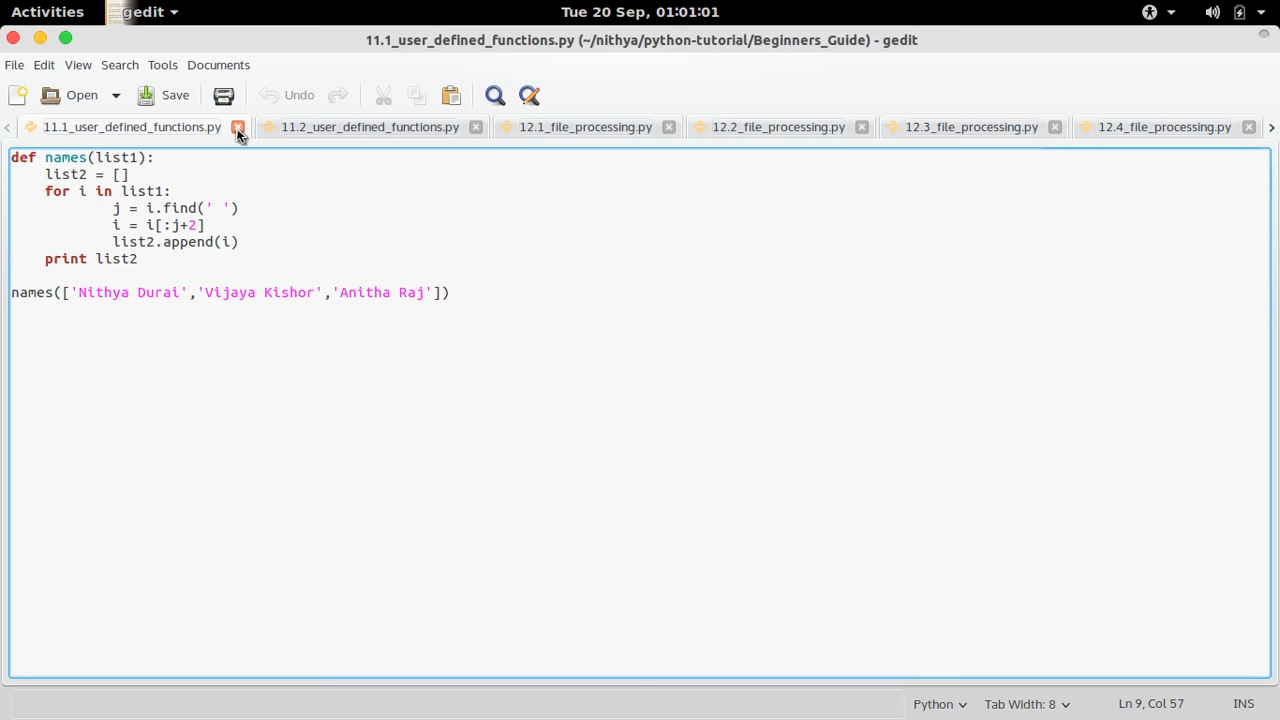 Activities gedit Tue 20 Sep, 01:01:01
11.1_user_defined_functions.py (~/nithya/python-tutorial/Beginners_Guide) - gedit
File Edit View Search Tools Documents
Open Save Undo
11.1_user_defined_functions.py 11.2_user_defined_functions.py 12.1_file_processing.py 12.2_file_processing.py 12.3_file_processing.py 12.4_file_processing.py
def names(list1):
    list2 = []
    for i in list1:
            j = i.find(' ')
            i = i[:j+2]
            list2.append(i)
    print list2
names(['Nithya Durai','Vijaya Kishor','Anitha Raj'])
Python Tab Width: 8 Ln 9, Col 57 INS